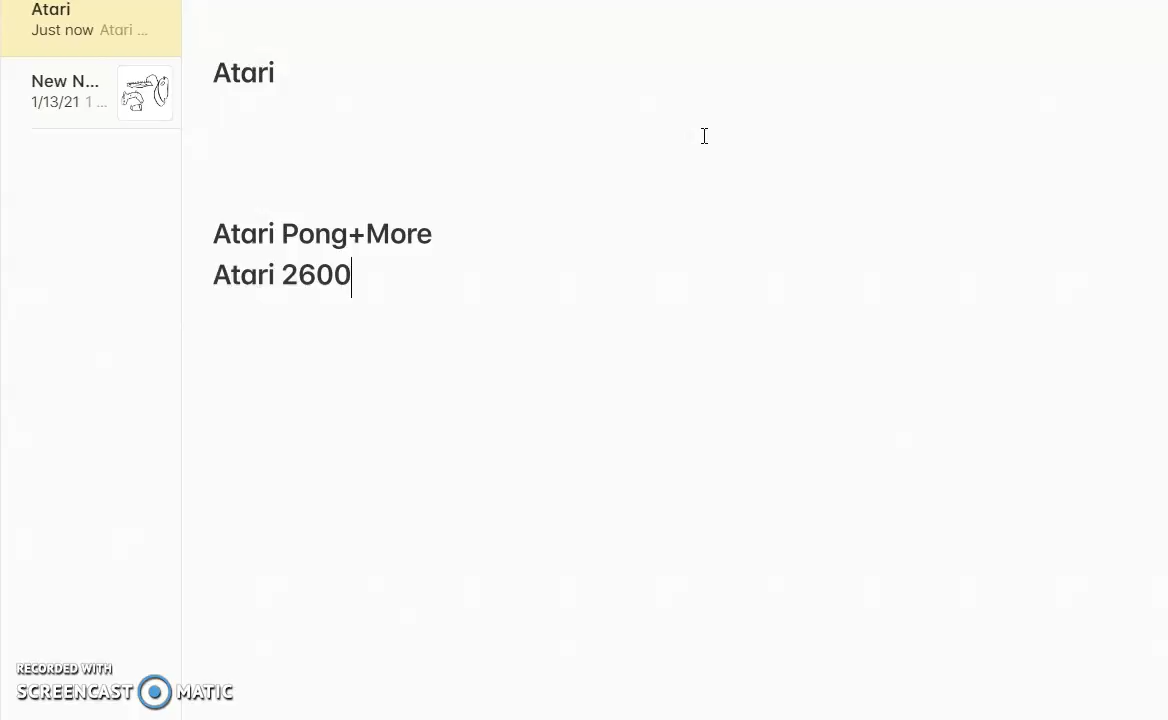 Atari
Just now Atari ...
New N...
1/13/21 1 ...
Atari
Atari Pong+More
Atari 2600
RECORDED WITH
SCREENCAST MATIC